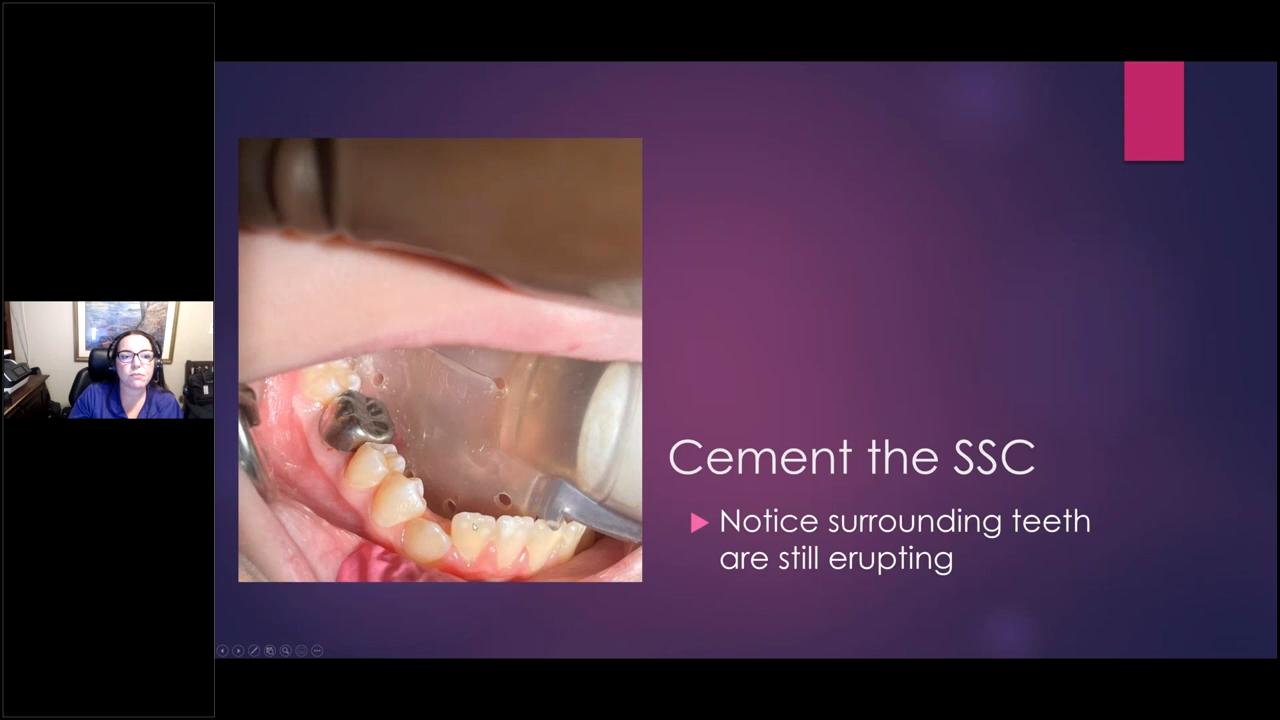 Cement the SSC
Notice surrounding teeth
are still erupting